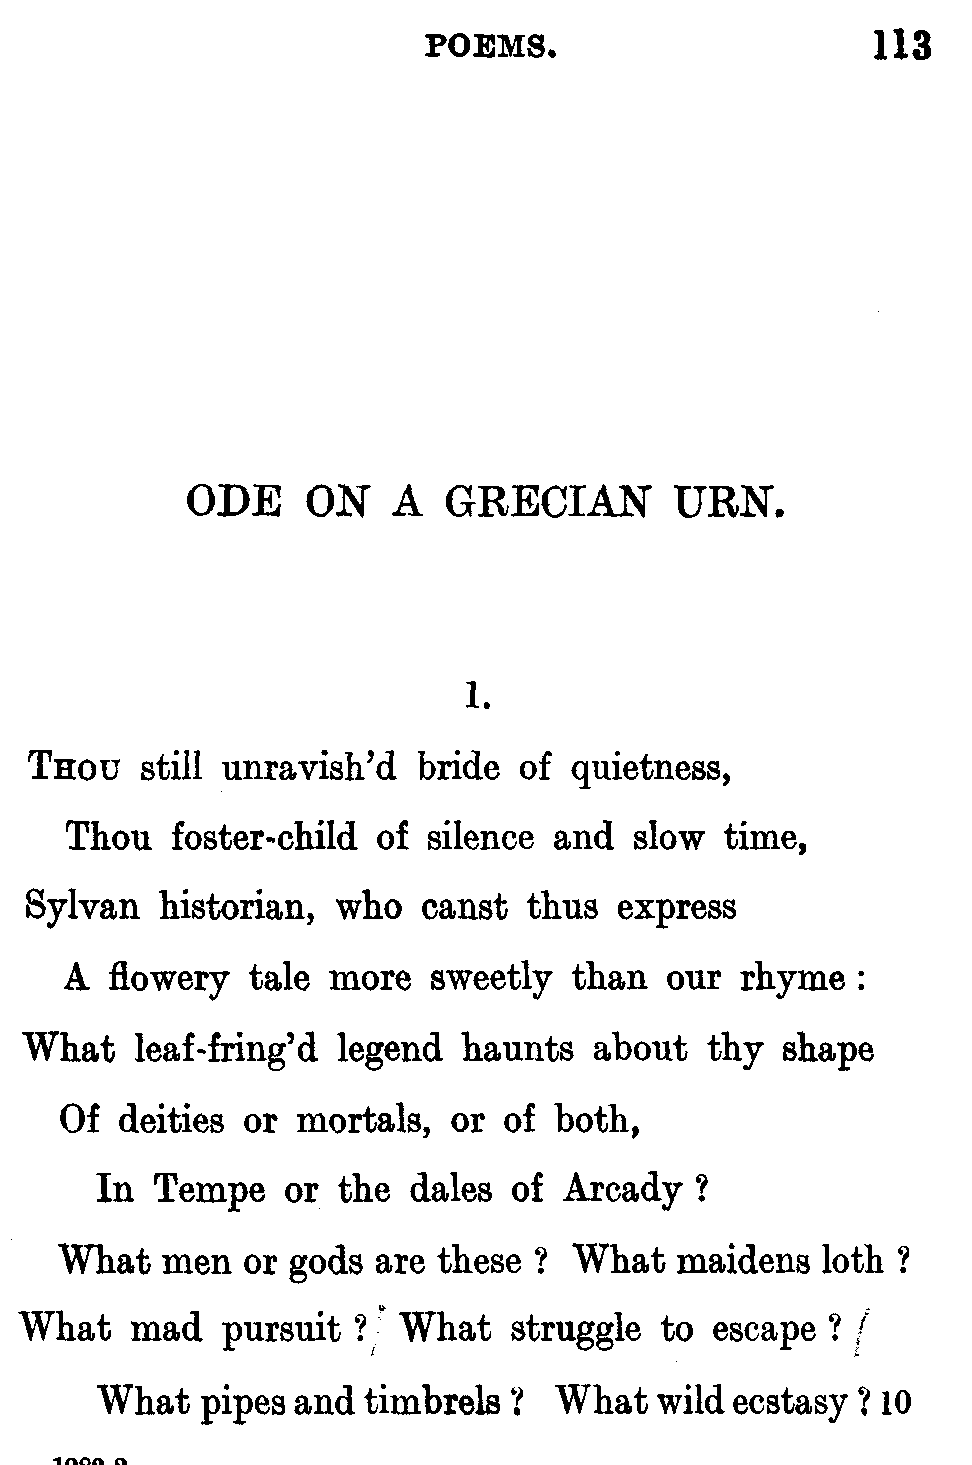 POEMS. 113
ODE ON A GRECIAN URN.
1.
THOU still unravish'd bride of quietness,
Thou foster-child of silence and slow time,
Sylvan historian, who canst thus express
A flowery tale more sweetly than our rhyme :
What leaf-fring'd legend haunts about thy shape
Of deities or mortals, or of both,
In Tempe or the dales of Arcady ?
What men or gods are these ? What maidens loth ?
What mad pursuit ? What struggle to escape ?
What pipes and timbrels ? What wild ecstasy ? 10